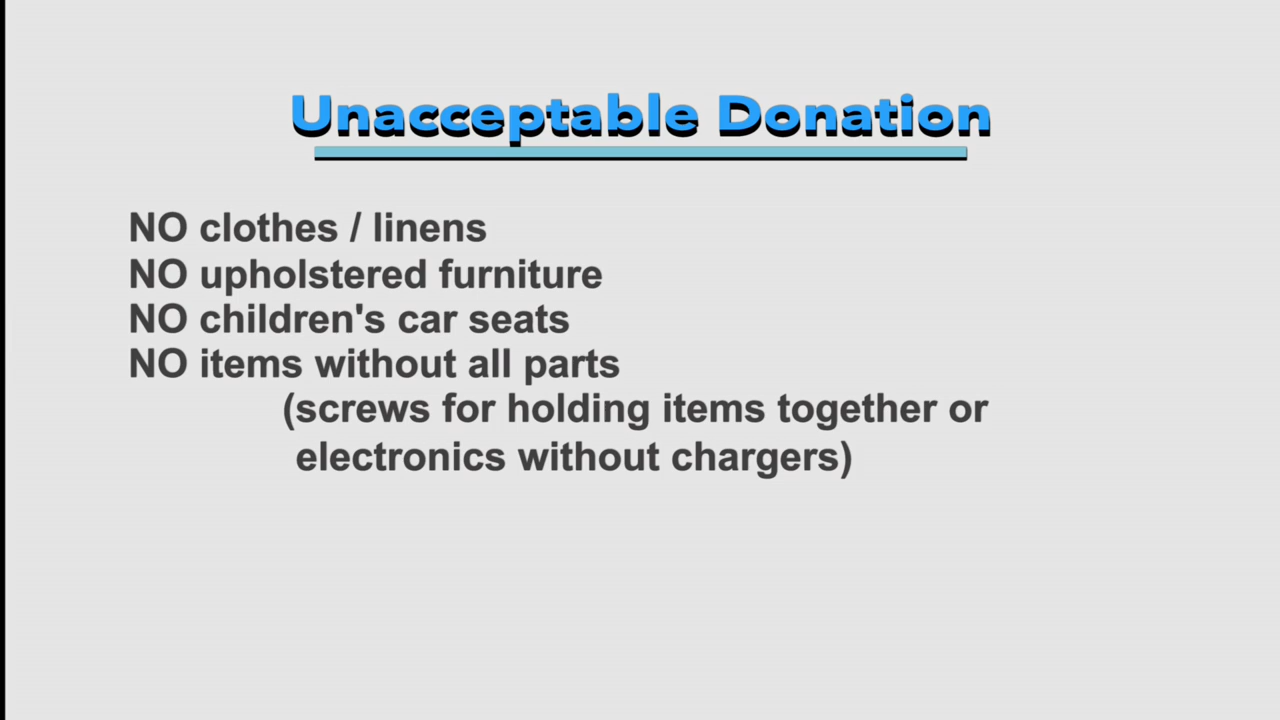 Unacceptable Donation
NO clothes / linens
NO upholstered furniture
NO children's car seats
NO items without all parts
(screws for holding items together or
electronics without chargers)